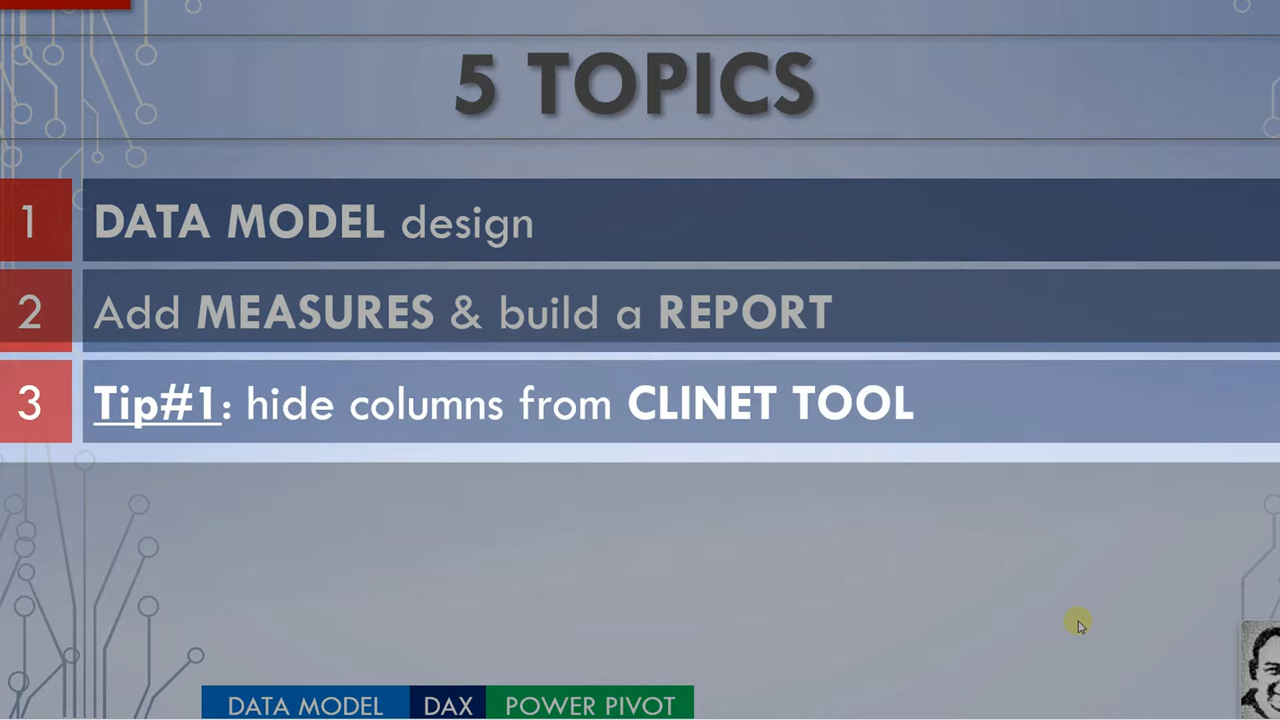 5 TOPICS
1 DATA MODEL design
2 Add MEASURES & build a REPORT
3 Tip#1: hide columns from CLINET TOOL
DATA MODEL DAX POWER PIVOT